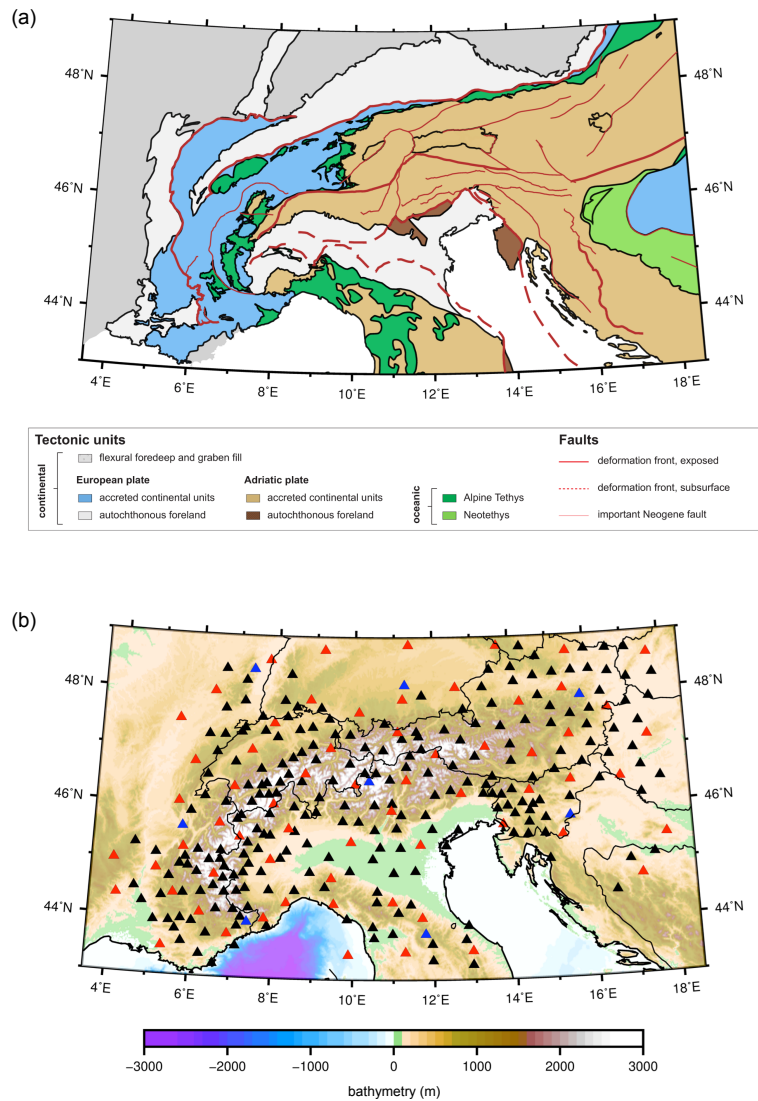 (a)
48˚N 48˚N
46˚N 46˚N
44˚N 44˚N
4˚E 6˚E 8˚E 10˚E 12˚E 14˚E 16˚E 18˚E
Tectonic units
Faults
continental
flexural foredeep and graben fill
deformation front, exposed
European plate
Adriatic plate
oceanic
accreted continental units
accreted continental units
Alpine Tethys
deformation front, subsurface
autochthonous foreland
autochthonous foreland
Neotethys
important Neogene fault
(b)
48˚N 48˚N
46˚N 46˚N
44˚N 44˚N
4˚E 6˚E 8˚E 10˚E 12˚E 14˚E 16˚E 18˚E
−3000 −2000 −1000 0 1000 2000 3000
bathymetry (m)